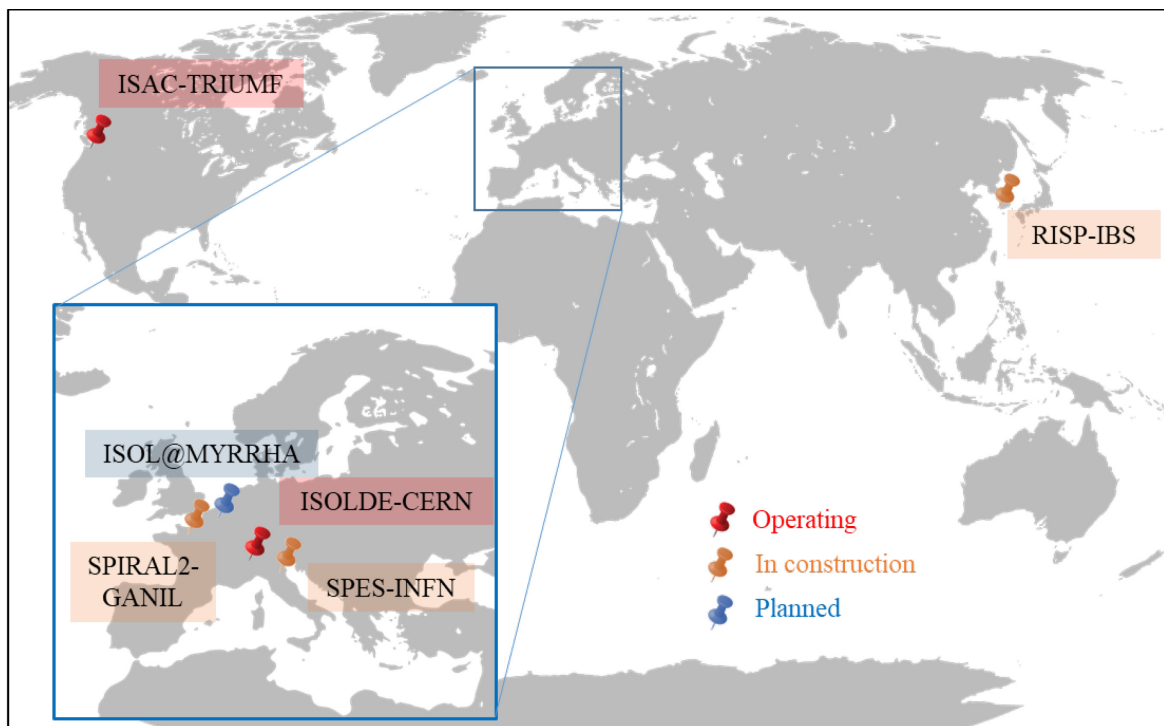 ISAC-TRIUMF
RISP-IBS
ISOL@MYRRHA
ISOLDE-CERN
SPIRAL2-
GANIL
SPES-INFN
Operating
In construction
Planned